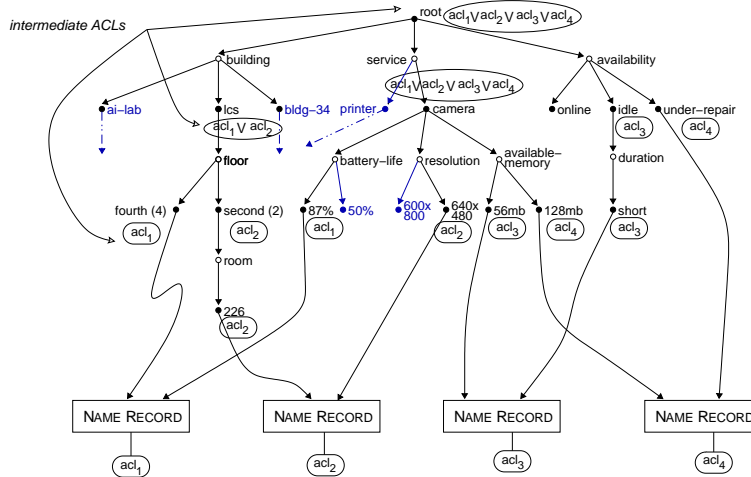 root
acl1 V acl2 V acl3 V acl4
intermediate ACLs
building
service
availability
acl1 V acl2 V acl3 V acl4
ai-lab
lcs
bldg-34
printer
camera
online
idle
under-repair
acl1 V acl2
acl3
acl4
floor
battery-life
resolution
available-
memory
duration
fourth (4)
second (2)
87%
50%
600x
800
640x
480
56mb
128mb
short
acl1
acl2
acl1
acl2
acl3
acl4
acl3
room
226
acl2
NAME RECORD
NAME RECORD
NAME RECORD
NAME RECORD
acl1
acl2
acl3
acl4